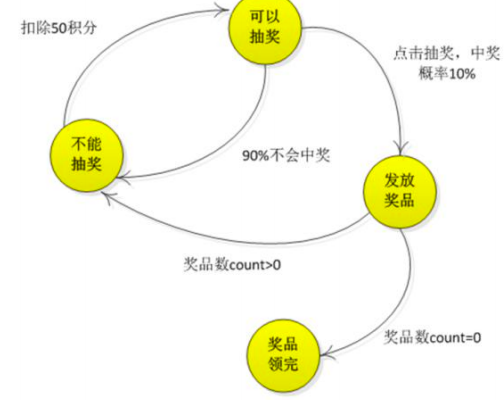 可以
抽奖
扣除50积分
点击抽奖，中奖
概率10%
不能
抽奖
90%不会中奖
发放
奖品
奖品数count>0
奖品数count=0
奖品
领完